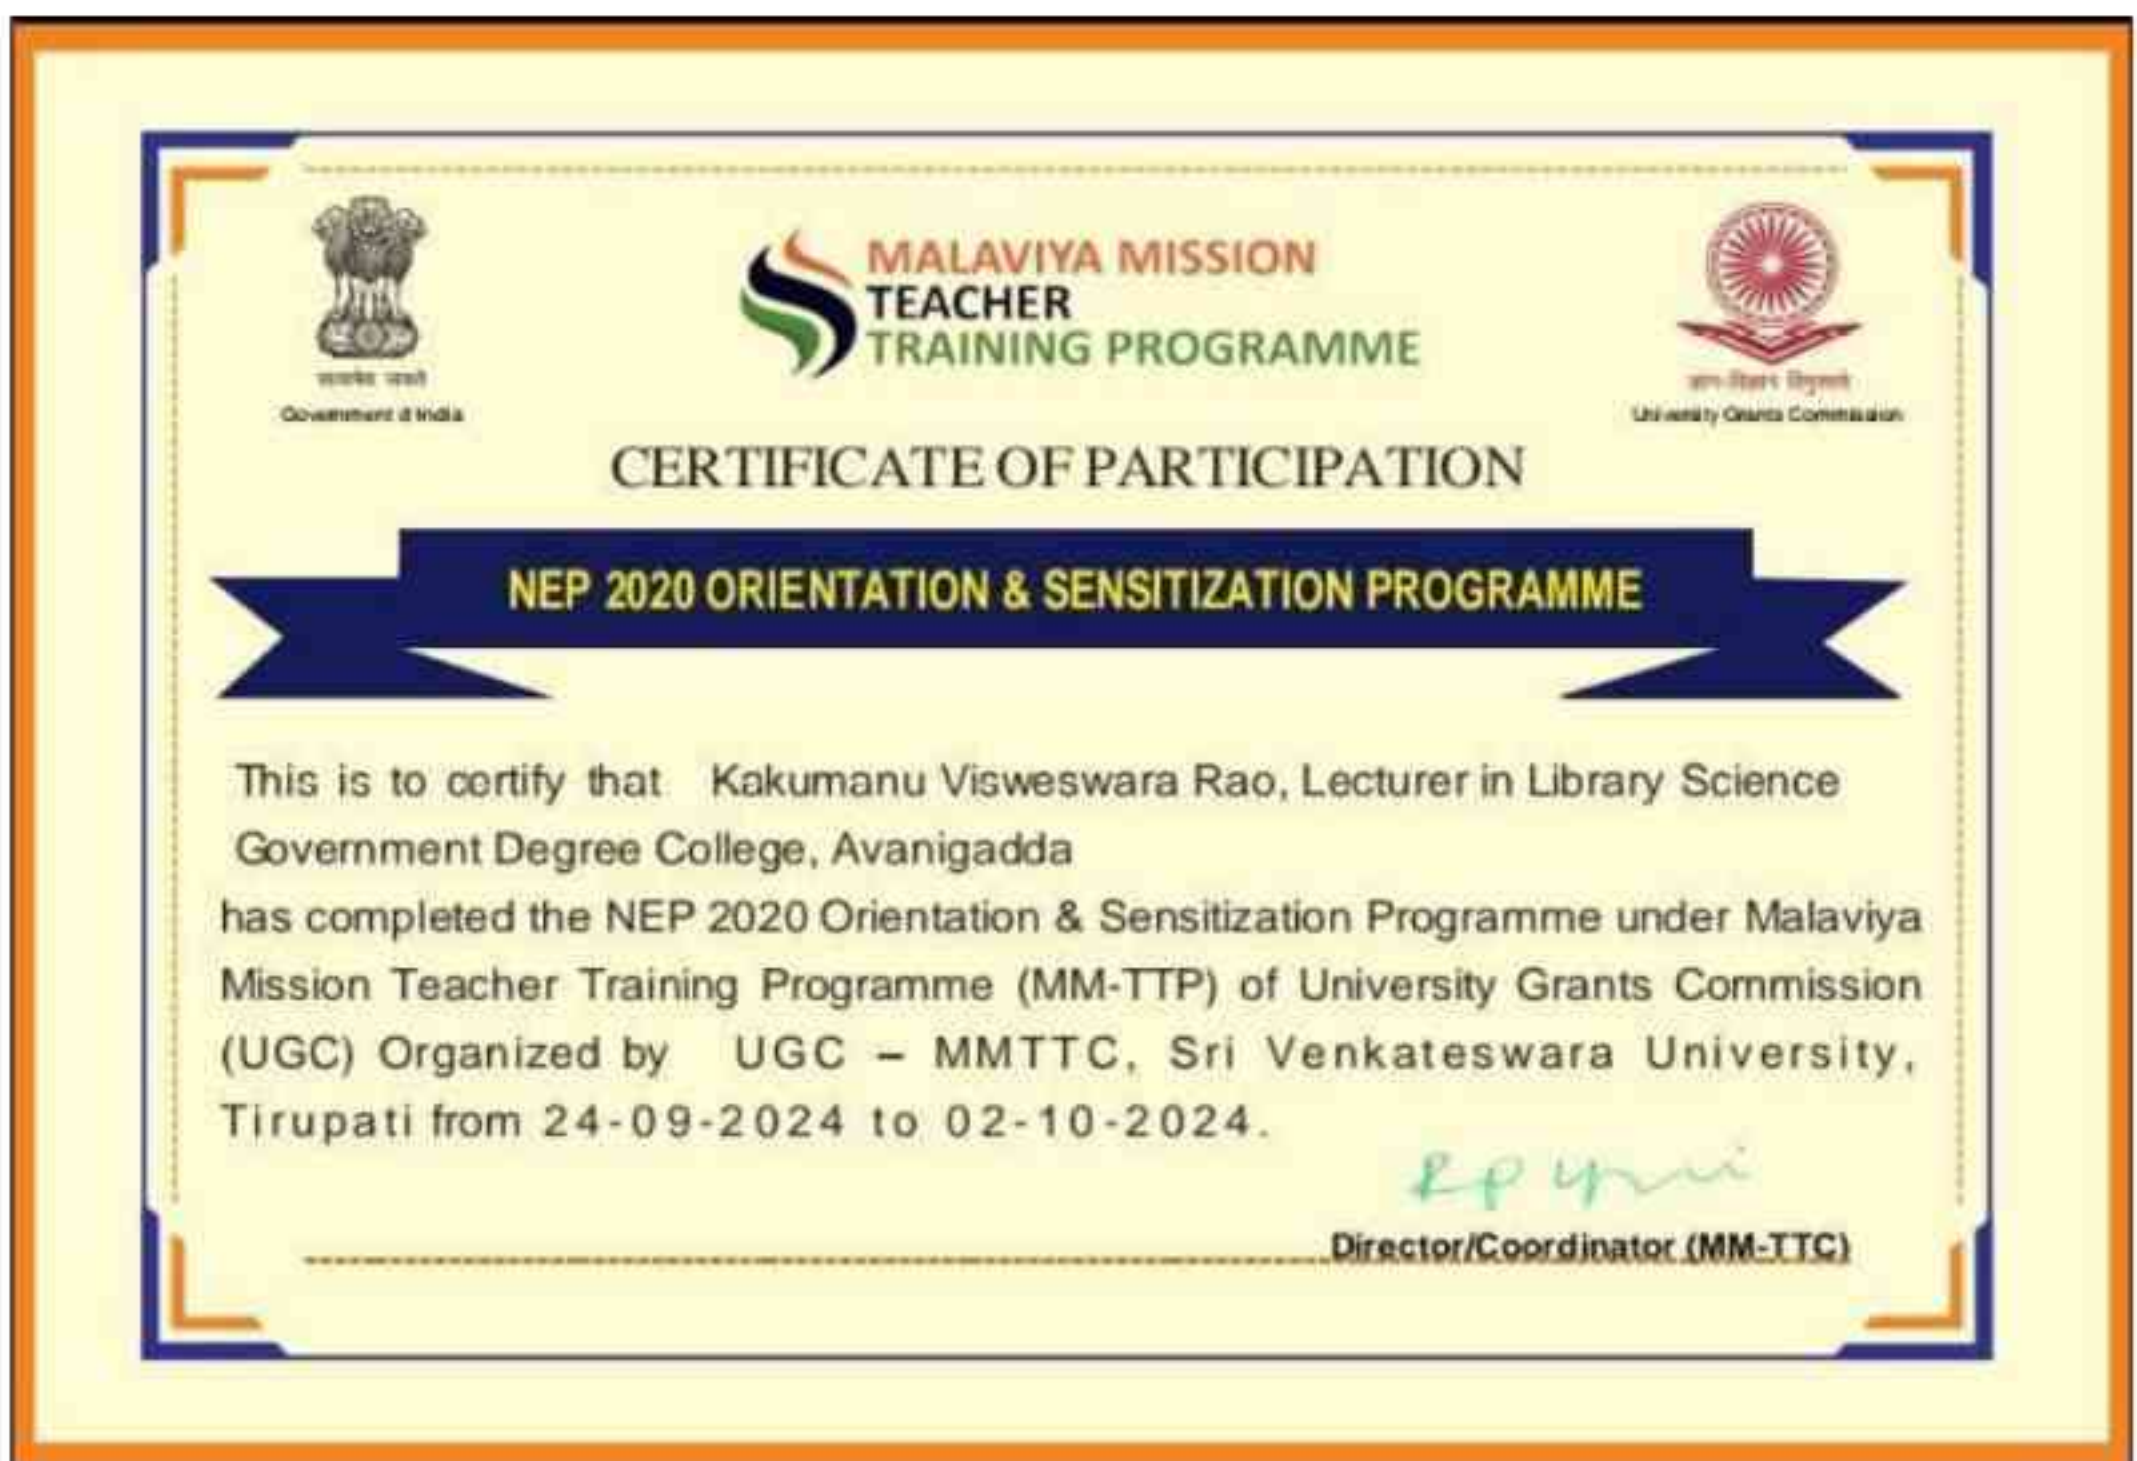 MALAVIYA MISSION
TEACHER
TRAINING PROGRAMME
सत्यमेव जयते
Government of India
ज्ञान-विज्ञान विमुक्तये
University Grants Commission
CERTIFICATE OF PARTICIPATION
NEP 2020 ORIENTATION & SENSITIZATION PROGRAMME
This is to certify that Kakumanu Visweswara Rao, Lecturer in Library Science
Government Degree College, Avanigadda
has completed the NEP 2020 Orientation & Sensitization Programme under Malaviya
Mission Teacher Training Programme (MM-TTP) of University Grants Commission
(UGC) Organized by UGC – MMTTC, Sri Venkateswara University,
Tirupati from 24-09-2024 to 02-10-2024.
Director/Coordinator (MM-TTC)